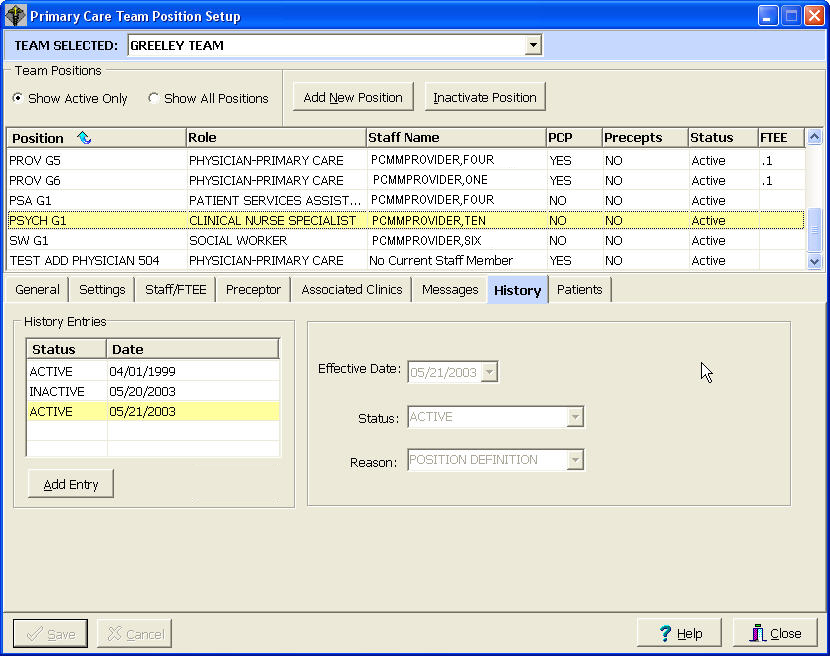 Primary Care Team Position Setup
TEAM SELECTED: GREELEY TEAM
Team Positions
Show Active Only Show All Positions Add New Position Inactivate Position
Position Role Staff Name PCP Precepts Status FTEE
PROV G5 PHYSICIAN-PRIMARY CARE PCMMPROVIDER,FOUR YES NO Active .1
PROV G6 PHYSICIAN-PRIMARY CARE PCMMPROVIDER,ONE YES NO Active .1
PSA G1 PATIENT SERVICES ASSIST... PCMMPROVIDER,FOUR NO NO Active
PSYCH G1 CLINICAL NURSE SPECIALIST PCMMPROVIDER,TEN NO NO Active
SW G1 SOCIAL WORKER PCMMPROVIDER,SIX NO NO Active
TEST ADD PHYSICIAN 504 PHYSICIAN-PRIMARY CARE No Current Staff Member YES NO Active
General Settings Staff/FTEE Preceptor Associated Clinics Messages History Patients
History Entries
Status Date
ACTIVE 04/01/1999
INACTIVE 05/20/2003
ACTIVE 05/21/2003
Add Entry
Effective Date: 05/21/2003
Status: ACTIVE
Reason: POSITION DEFINITION
Save Cancel Help Close